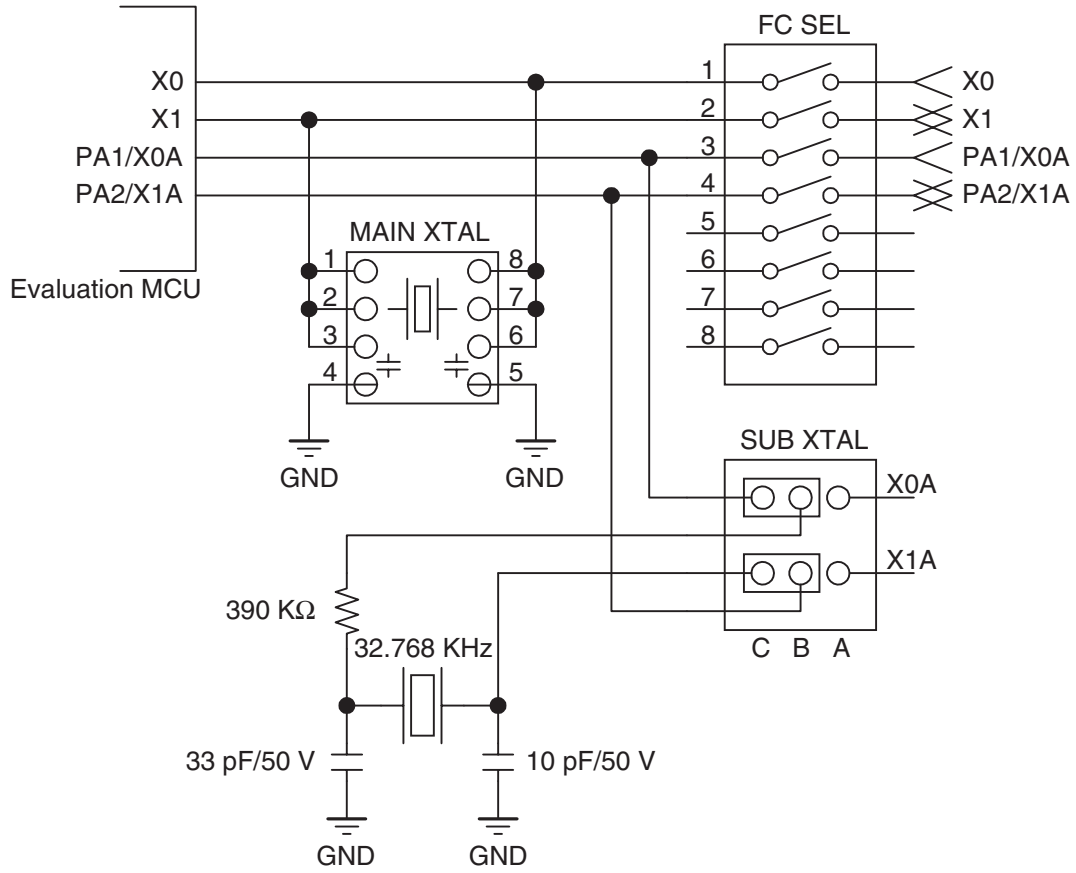 FC SEL
X0
1
X0
X1
2
X1
PA1/X0A
3
PA1/X0A
PA2/X1A
4
PA2/X1A
5
6
7
8
Evaluation MCU
MAIN XTAL
1
8
2
7
3
6
4
5
GND
GND
SUB XTAL
X0A
X1A
C B A
390 KΩ
32.768 KHz
33 pF/50 V
10 pF/50 V
GND
GND